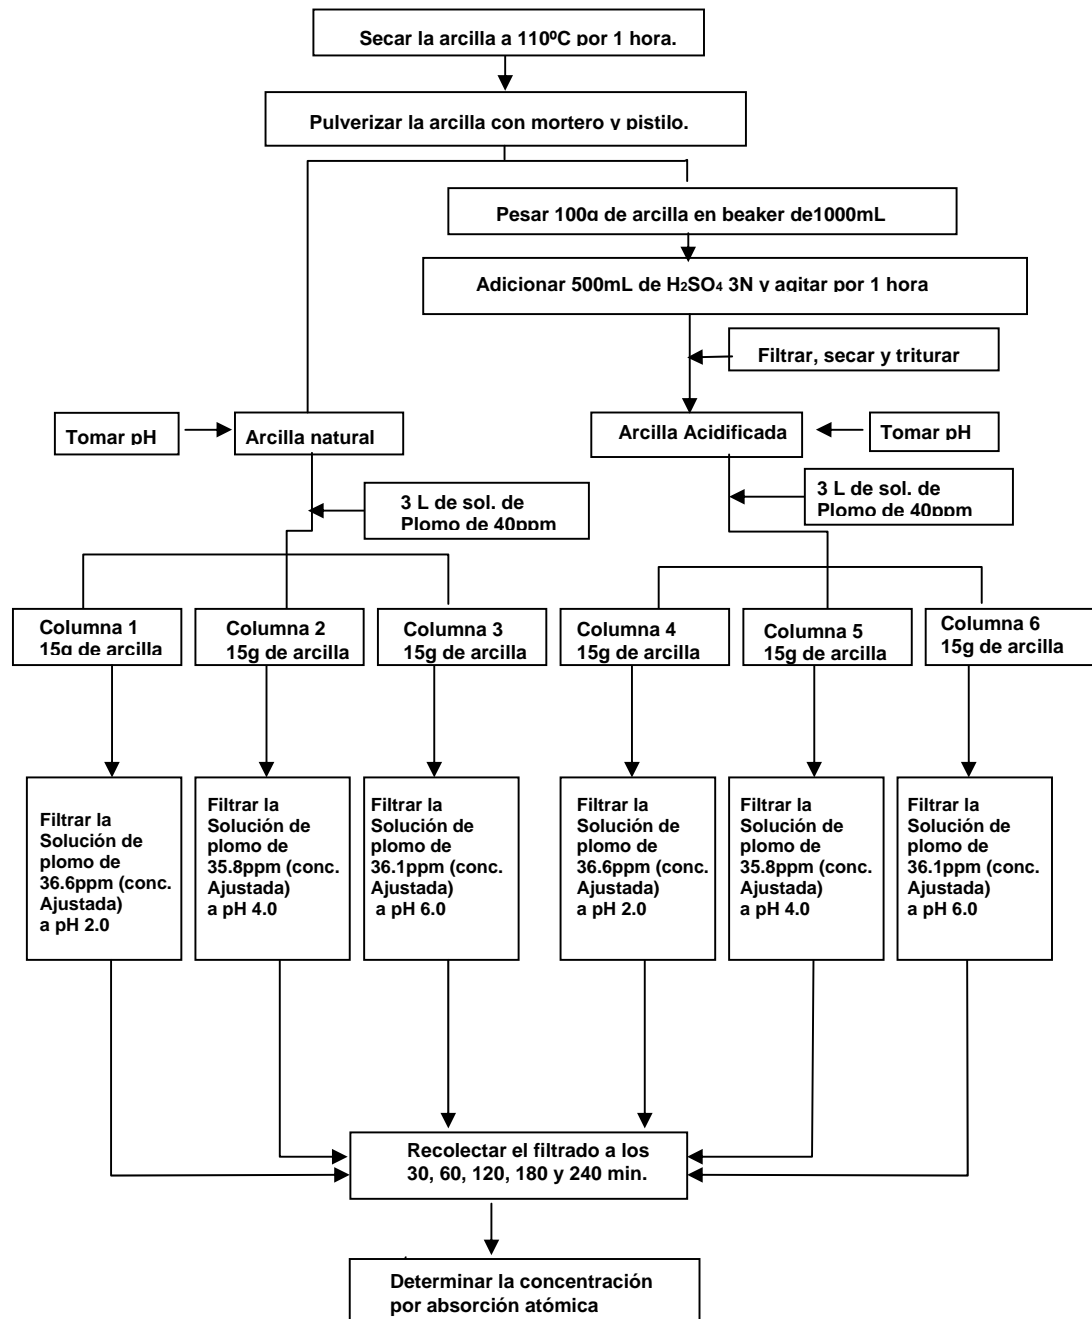 Secar la arcilla a 110ºC por 1 hora.
Pulverizar la arcilla con mortero y pistilo.
Pesar 100g de arcilla en beaker de1000mL
Adicionar 500mL de H₂SO₄ 3N y agitar por 1 hora
Filtrar, secar y triturar
Tomar pH
Arcilla natural
Arcilla Acidificada
Tomar pH
3 L de sol. de
Plomo de 40ppm
3 L de sol. de
Plomo de 40ppm
Columna 1
15g de arcilla
Columna 2
15g de arcilla
Columna 3
15g de arcilla
Columna 4
15g de arcilla
Columna 5
15g de arcilla
Columna 6
15g de arcilla
Filtrar la
Solución de
plomo de
36.6ppm (conc.
Ajustada)
a pH 2.0
Filtrar la
Solución de
plomo de
35.8ppm (conc.
Ajustada)
a pH 4.0
Filtrar la
Solución de
plomo de
36.1ppm (conc.
Ajustada)
a pH 6.0
Filtrar la
Solución de
plomo de
36.6ppm (conc.
Ajustada)
a pH 2.0
Filtrar la
Solución de
plomo de
35.8ppm (conc.
Ajustada)
a pH 4.0
Filtrar la
Solución de
plomo de
36.1ppm (conc.
Ajustada)
a pH 6.0
Recolectar el filtrado a los
30, 60, 120, 180 y 240 min.
Determinar la concentración
por absorción atómica